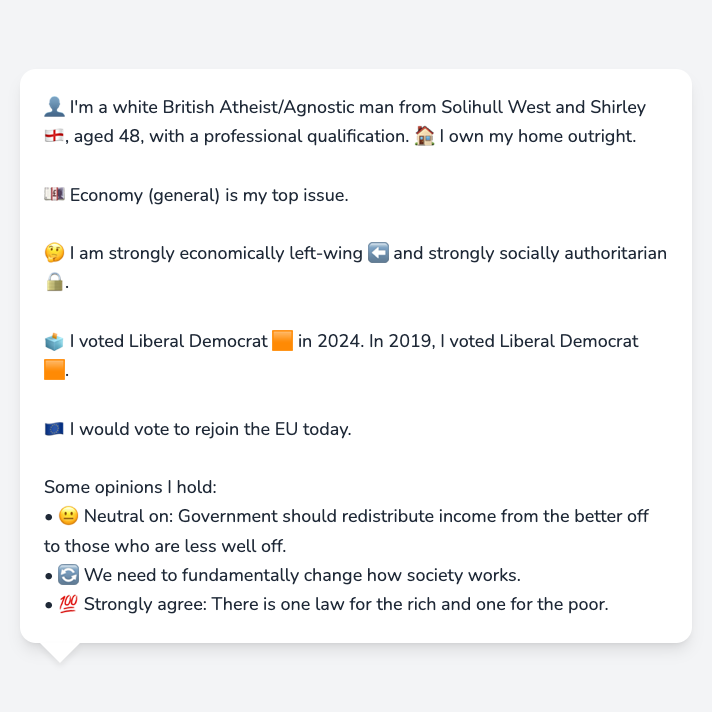 👤 I'm a white British Atheist/Agnostic man from Solihull West and Shirley
🏴󠁧󠁢󠁥󠁮󠁧󠁿, aged 48, with a professional qualification. 🏠 I own my home outright.
💷 Economy (general) is my top issue.
🤔 I am strongly economically left-wing ⬅️ and strongly socially authoritarian
🔒.
🗳️ I voted Liberal Democrat 🟧 in 2024. In 2019, I voted Liberal Democrat
🟧.
🇪🇺 I would vote to rejoin the EU today.
Some opinions I hold:
• 😐 Neutral on: Government should redistribute income from the better off
to those who are less well off.
• 🔄 We need to fundamentally change how society works.
• 💯 Strongly agree: There is one law for the rich and one for the poor.